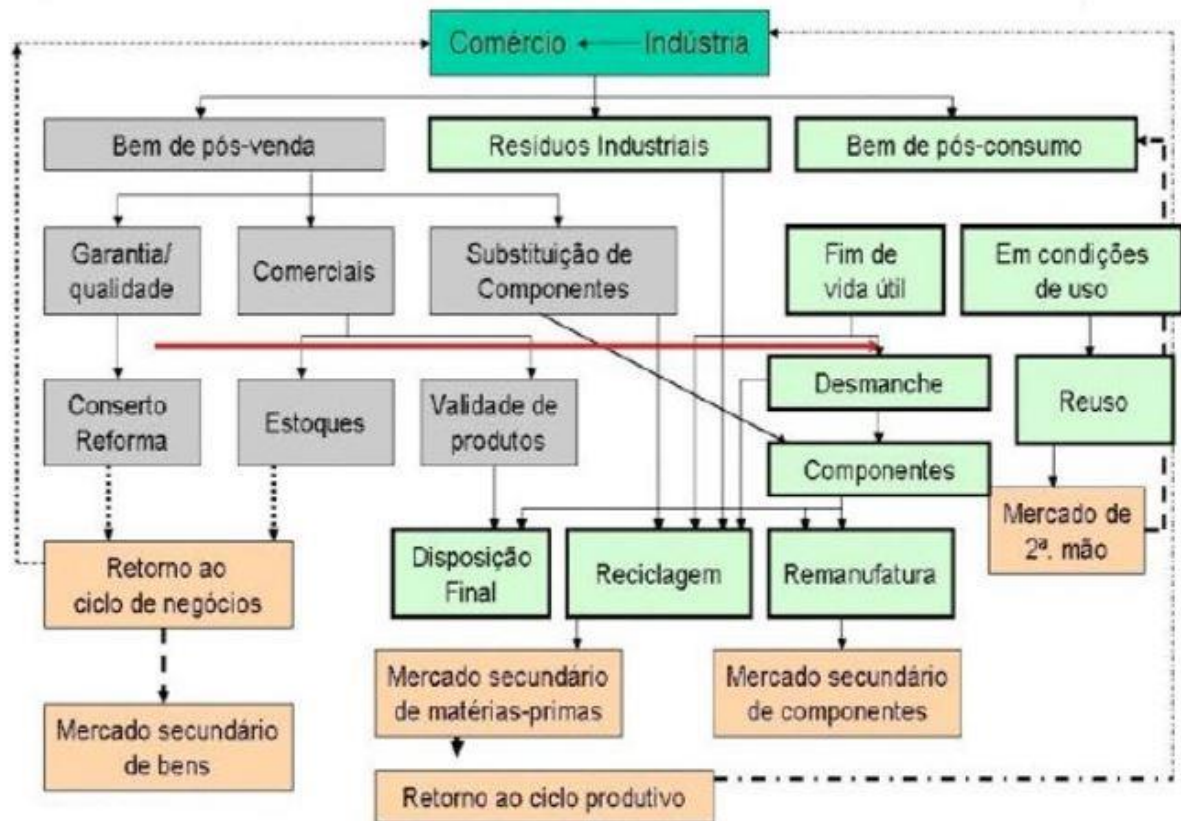 Comércio Indústria
Bem de pós-venda
Resíduos Industriais
Bem de pós-consumo
Garantia/
qualidade
Comerciais
Substituição de
Componentes
Fim de
vida útil
Em condições
de uso
Conserto
Reforma
Estoques
Validade de
produtos
Desmanche
Reuso
Componentes
Retorno ao
ciclo de negócios
Disposição
Final
Reciclagem
Remanufatura
Mercado de
2ª. mão
Mercado secundário
de bens
Mercado secundário
de matérias-primas
Mercado secundário
de componentes
Retorno ao ciclo produtivo